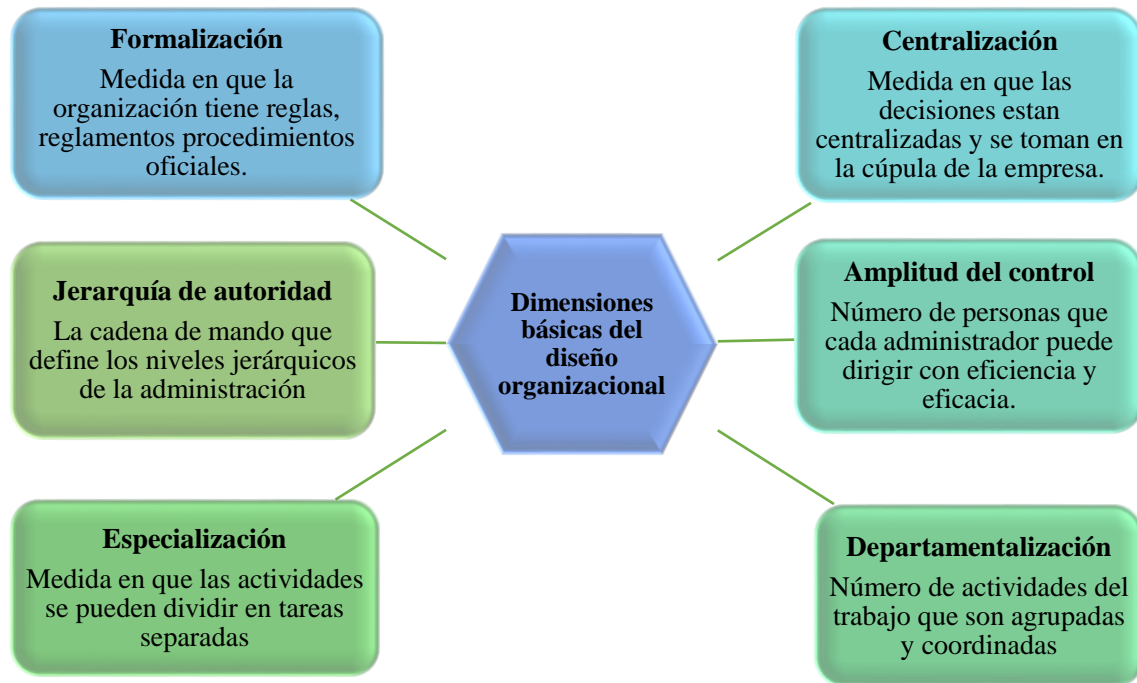 Formalización
Medida en que la
organización tiene reglas,
reglamentos procedimientos
oficiales.
Centralización
Medida en que las
decisiones estan
centralizadas y se toman en
la cúpula de la empresa.
Jerarquía de autoridad
La cadena de mando que
define los niveles jerárquicos
de la administración
Dimensiones
básicas del
diseño
organizacional
Amplitud del control
Número de personas que
cada administrador puede
dirigir con eficiencia y
eficacia.
Especialización
Medida en que las actividades
se pueden dividir en tareas
separadas
Departamentalización
Número de actividades del
trabajo que son agrupadas
y coordinadas